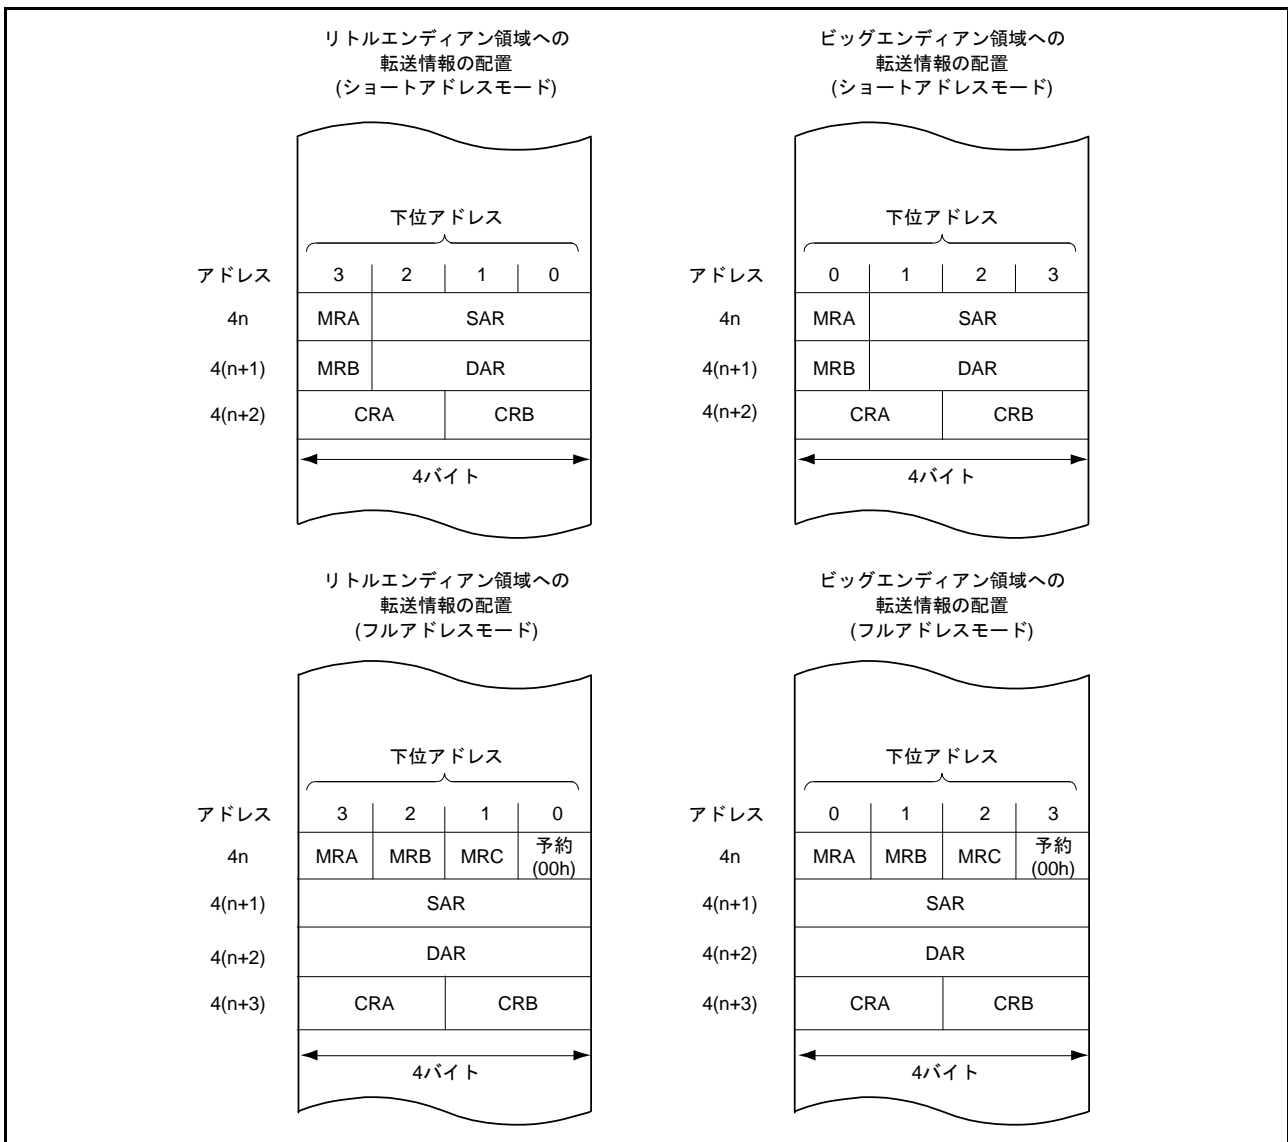 リトルエンディアン領域への
転送情報の配置
(ショートアドレスモード)
下位アドレス
アドレス 3 2 1 0
4n MRA SAR
4(n+1) MRB DAR
4(n+2) CRA CRB
4バイト
ビッグエンディアン領域への
転送情報の配置
(ショートアドレスモード)
下位アドレス
アドレス 0 1 2 3
4n MRA SAR
4(n+1) MRB DAR
4(n+2) CRA CRB
4バイト
リトルエンディアン領域への
転送情報の配置
(フルアドレスモード)
下位アドレス
アドレス 3 2 1 0
4n MRA MRB MRC 予約
(00h)
4(n+1) SAR
4(n+2) DAR
4(n+3) CRA CRB
4バイト
ビッグエンディアン領域への
転送情報の配置
(フルアドレスモード)
下位アドレス
アドレス 0 1 2 3
4n MRA MRB MRC 予約
(00h)
4(n+1) SAR
4(n+2) DAR
4(n+3) CRA CRB
4バイト